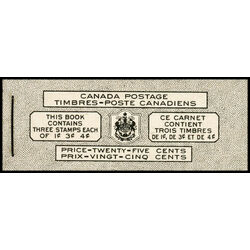 CANADA POSTAGE
TIMBRES-POSTE CANADIENS
THIS BOOK
CONTAINS
THREE STAMPS EACH
OF 1¢ 3¢ 4¢
CE CARNET
CONTIENT
TROIS TIMBRES
DE 1¢, DE 3¢ ET DE 4¢
PRICE-TWENTY-FIVE CENTS
PRIX-VINGT-CINQ CENTS